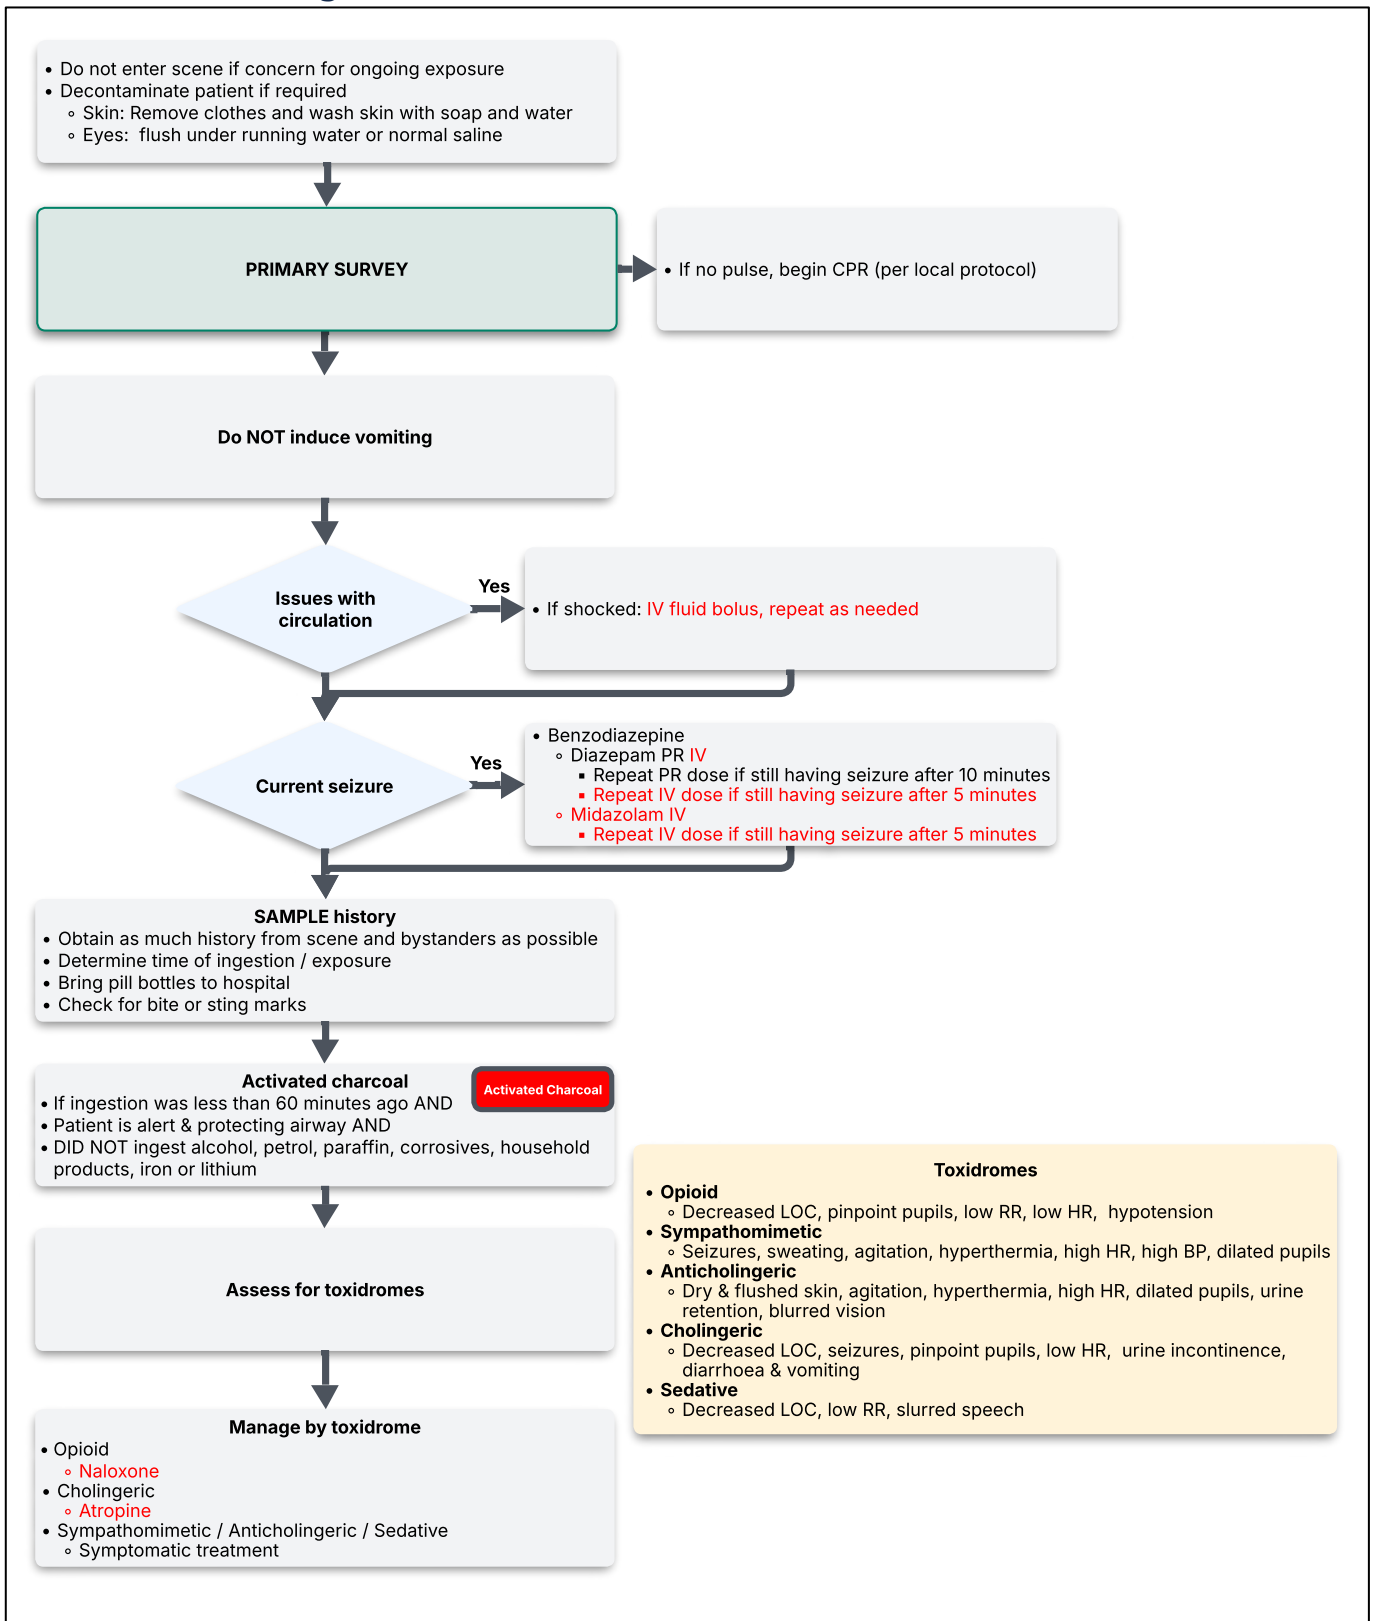 • Do not enter scene if concern for ongoing exposure
• Decontaminate patient if required
◦ Skin: Remove clothes and wash skin with soap and water
◦ Eyes:  flush under running water or normal saline
PRIMARY SURVEY
• If no pulse, begin CPR (per local protocol)
Do NOT induce vomiting
Issues with
circulation
Yes
• If shocked: IV fluid bolus, repeat as needed
Current seizure
Yes
• Benzodiazepine
◦ Diazepam PR IV
▪ Repeat PR dose if still having seizure after 10 minutes
▪ Repeat IV dose if still having seizure after 5 minutes
◦ Midazolam IV
▪ Repeat IV dose if still having seizure after 5 minutes
SAMPLE history
• Obtain as much history from scene and bystanders as possible
• Determine time of ingestion / exposure
• Bring pill bottles to hospital
• Check for bite or sting marks
Activated charcoal
Activated Charcoal
• If ingestion was less than 60 minutes ago AND
• Patient is alert & protecting airway AND
• DID NOT ingest alcohol, petrol, paraffin, corrosives, household
products, iron or lithium
Assess for toxidromes
Toxidromes
• Opioid
◦ Decreased LOC, pinpoint pupils, low RR, low HR,  hypotension
• Sympathomimetic
◦ Seizures, sweating, agitation, hyperthermia, high HR, high BP, dilated pupils
• Anticholingeric
◦ Dry & flushed skin, agitation, hyperthermia, high HR, dilated pupils, urine
retention, blurred vision
• Cholingeric
◦ Decreased LOC, seizures, pinpoint pupils, low HR,  urine incontinence,
diarrhoea & vomiting
• Sedative
◦ Decreased LOC, low RR, slurred speech
Manage by toxidrome
• Opioid
◦ Naloxone
• Cholingeric
◦ Atropine
• Sympathomimetic / Anticholingeric / Sedative
◦ Symptomatic treatment